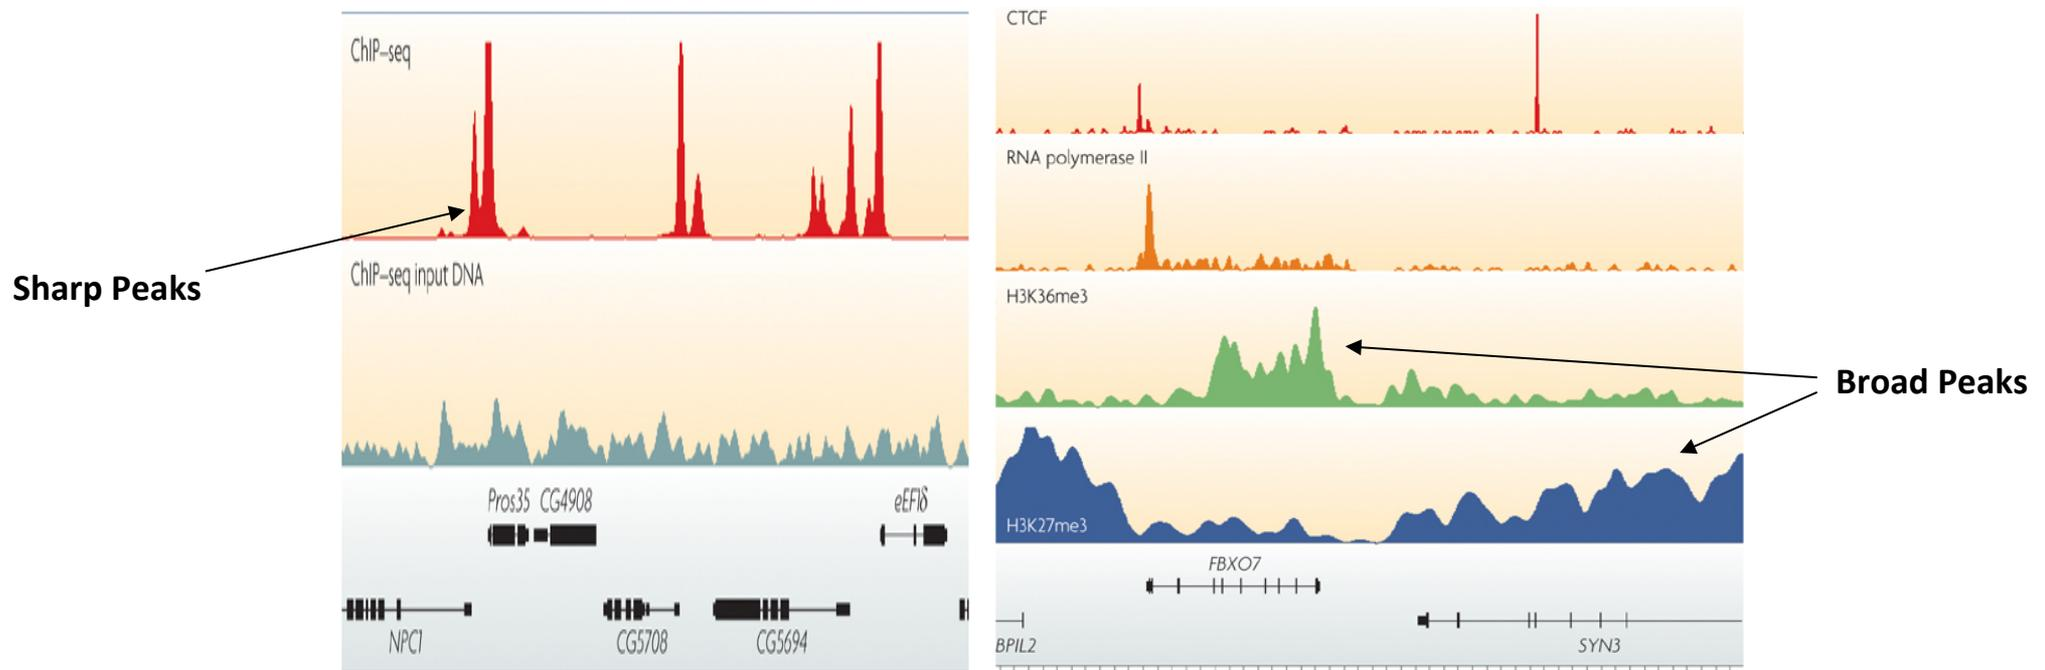 ChIP–seq
Sharp Peaks
ChIP–seq input DNA
Pros35 CG4908
eEF1δ
NPC1
CG5708
CG5694
CTCF
RNA polymerase II
H3K36me3
Broad Peaks
H3K27me3
FBXO7
BPIL2
SYN3